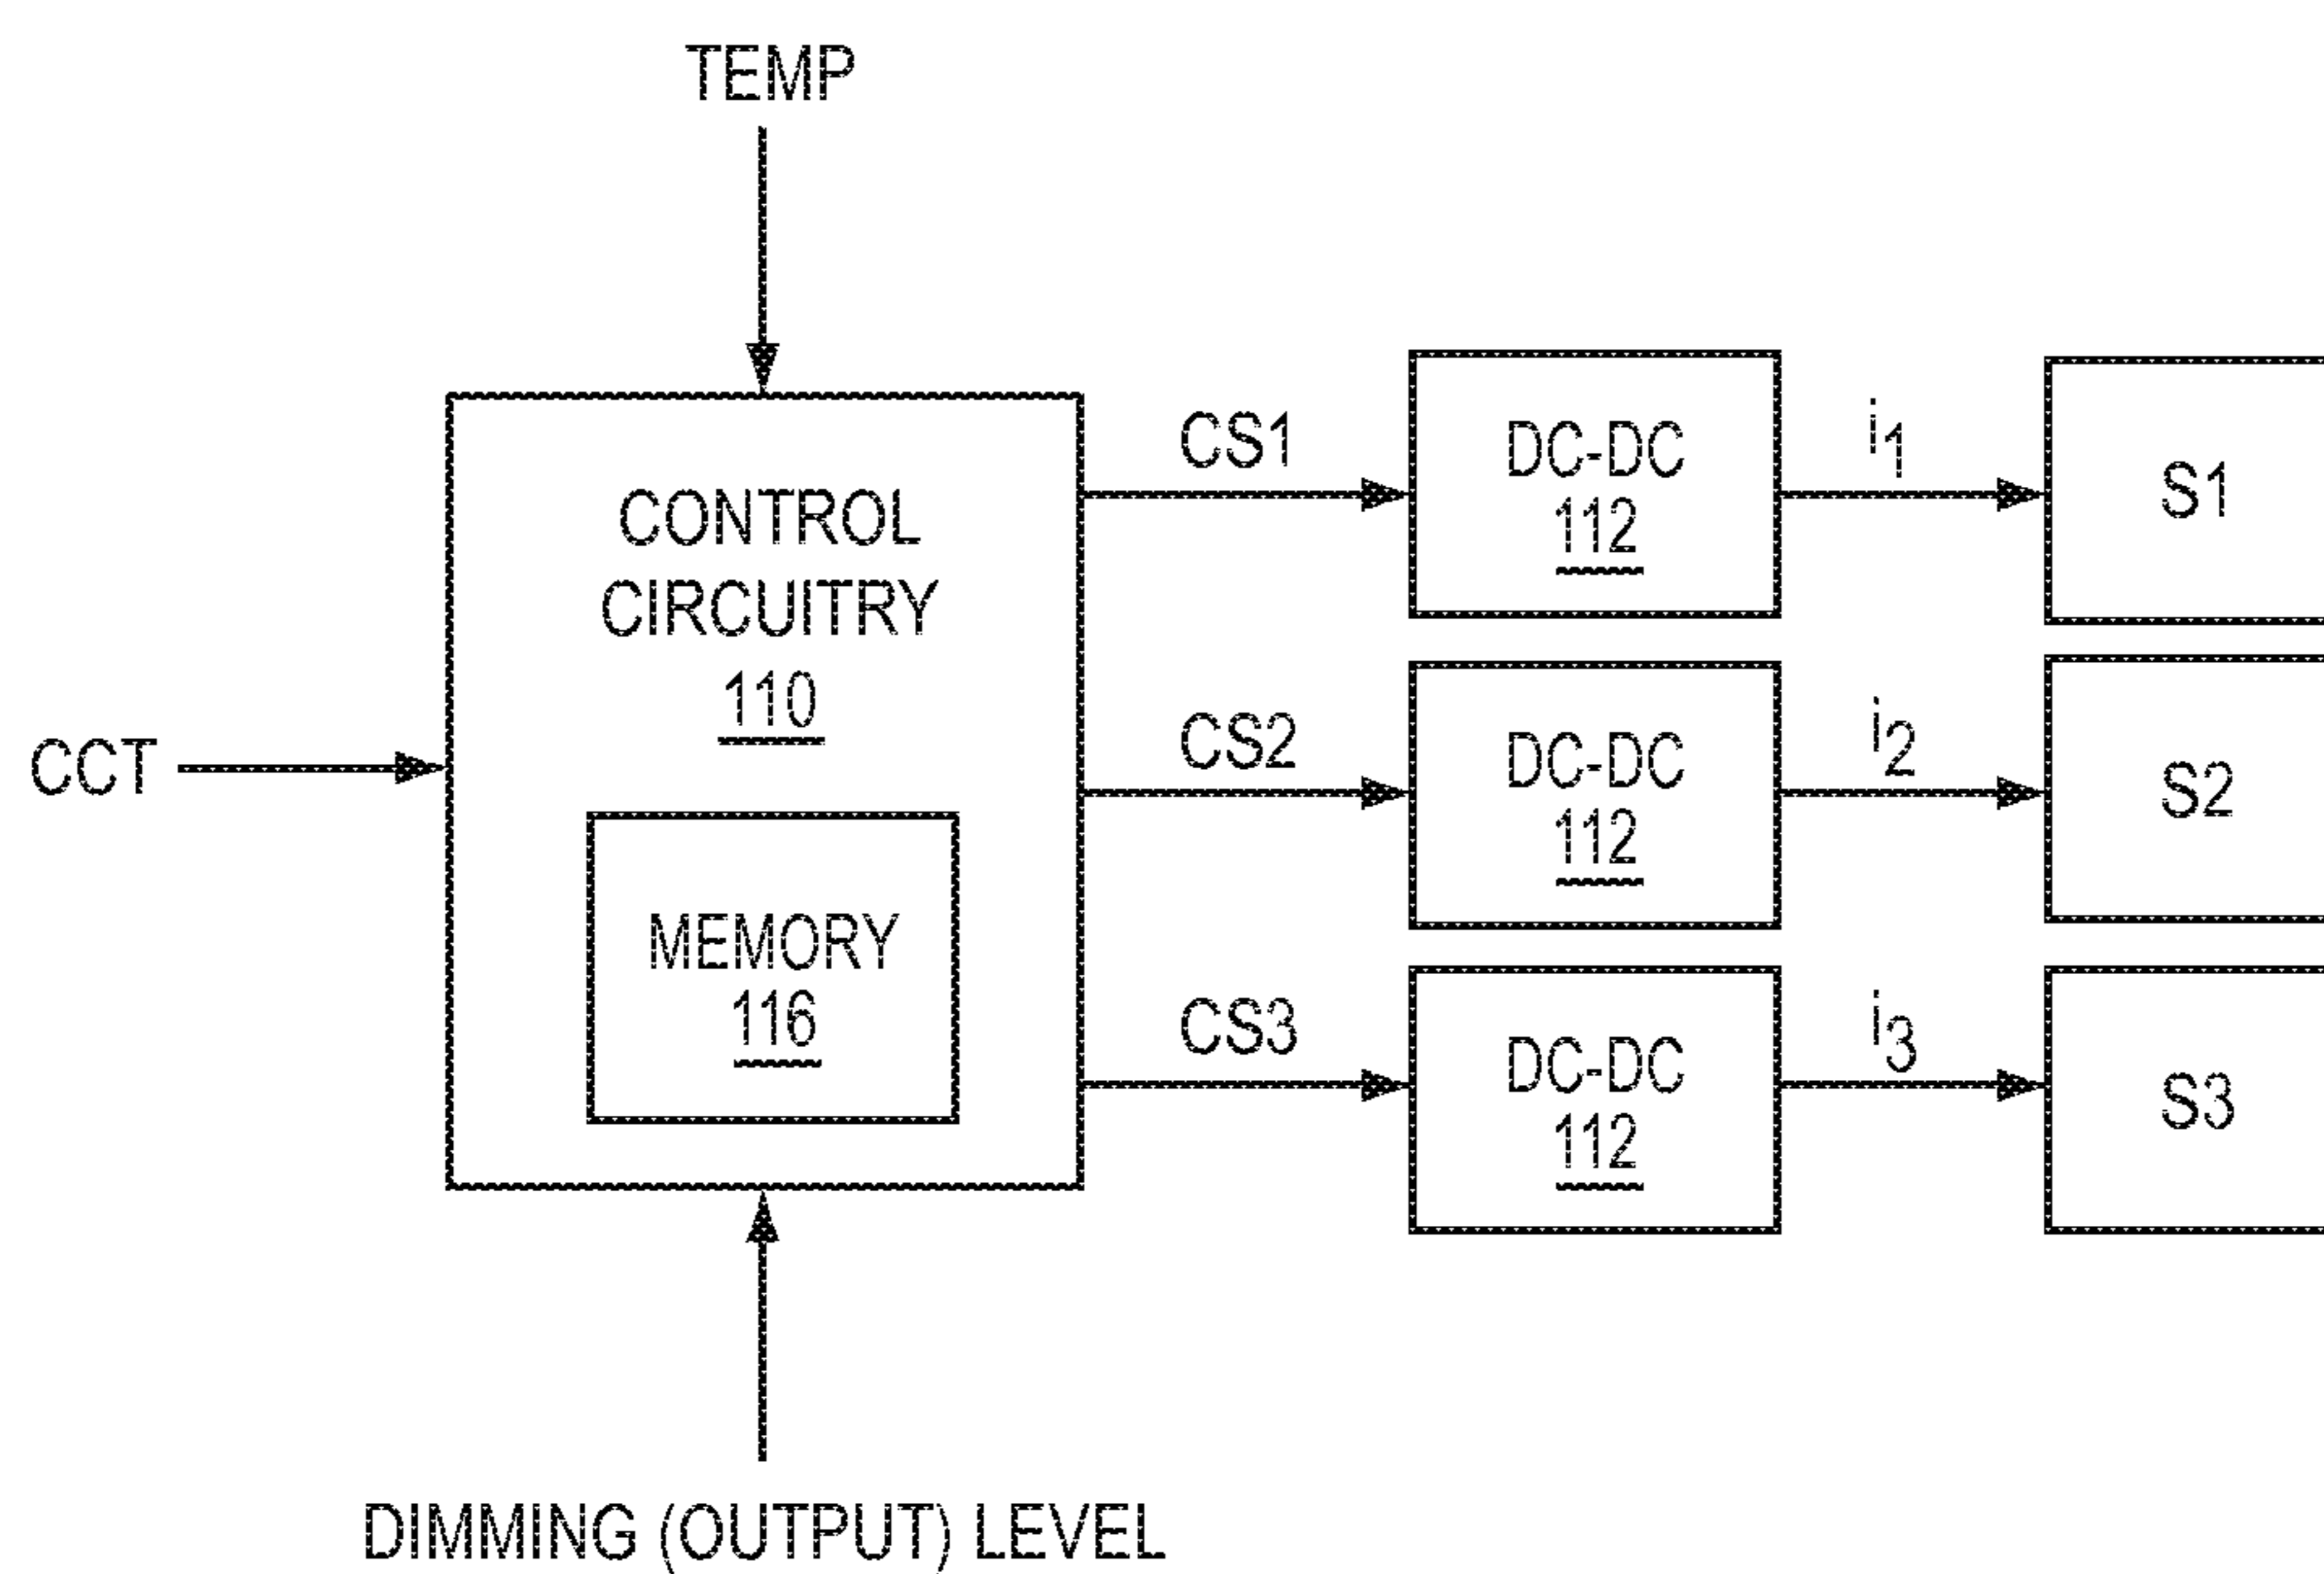 TEMP
CONTROL
CIRCUITRY
110
MEMORY
116
CCT
DIMMING (OUTPUT) LEVEL
CS1
DC-DC
112
i1
S1
CS2
DC-DC
112
i2
S2
CS3
DC-DC
112
i3
S3